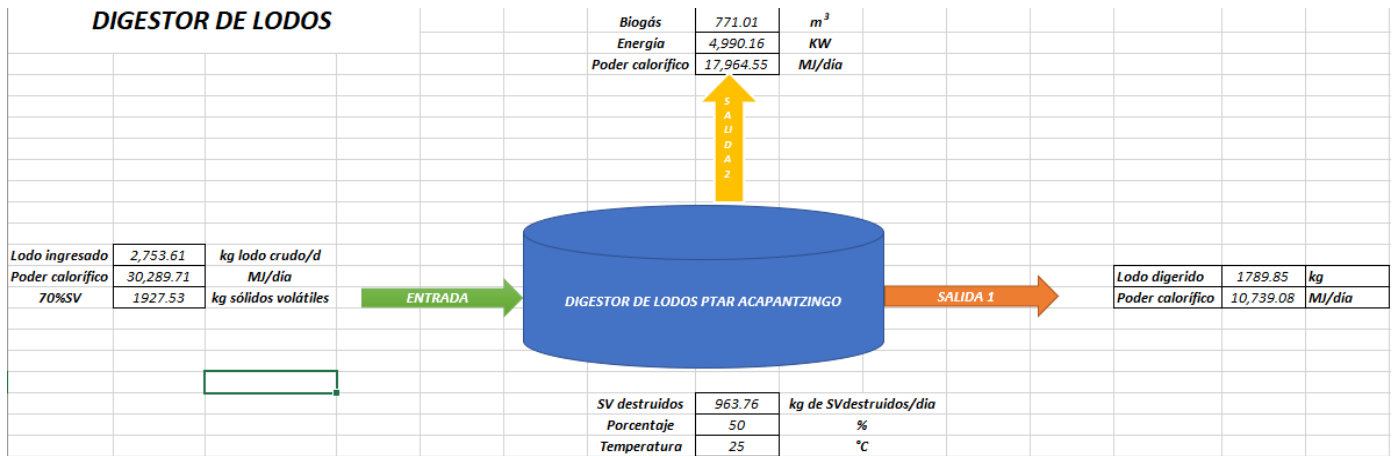 DIGESTOR DE LODOS
Biogás 771.01 m³
Energía 4,990.16 KW
Poder calorífico 17,964.55 MJ/día
SALIDA 2
Lodo ingresado 2,753.61 kg lodo crudo/d
Poder calorífico 30,289.71 MJ/día
70%SV 1927.53 kg sólidos volátiles
ENTRADA
DIGESTOR DE LODOS PTAR ACAPANTZINGO
SALIDA 1
Lodo digerido 1789.85 kg
Poder calorífico 10,739.08 MJ/día
SV destruidos 963.76 kg de SVdestruidos/dia
Porcentaje 50 %
Temperatura 25 °C